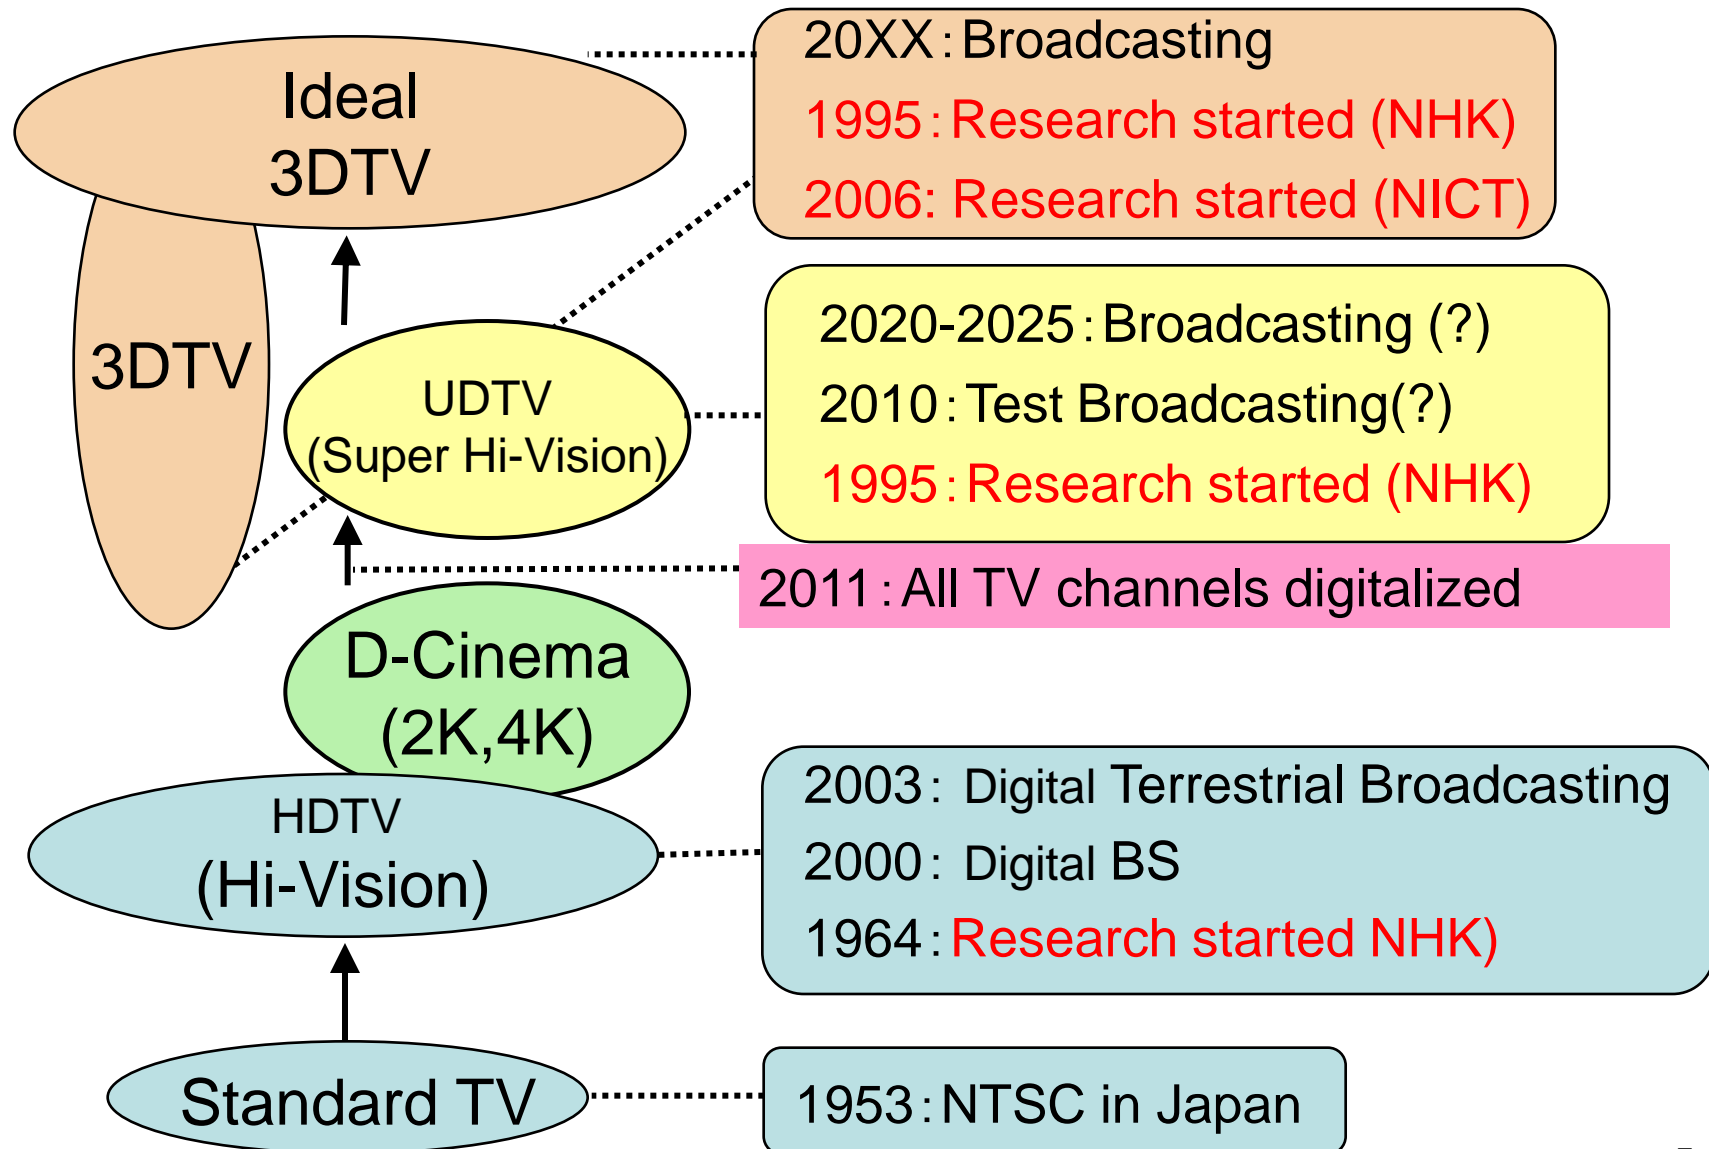 Ideal
3DTV
20XX：Broadcasting
1995：Research started (NHK)
2006: Research started (NICT)
3DTV
UDTV
(Super Hi-Vision)
2020-2025：Broadcasting (?)
2010：Test Broadcasting(?)
1995：Research started (NHK)
2011：All TV channels digitalized
D-Cinema
(2K,4K)
HDTV
(Hi-Vision)
2003： Digital Terrestrial Broadcasting
2000： Digital BS
1964：Research started NHK)
Standard TV
1953：NTSC in Japan